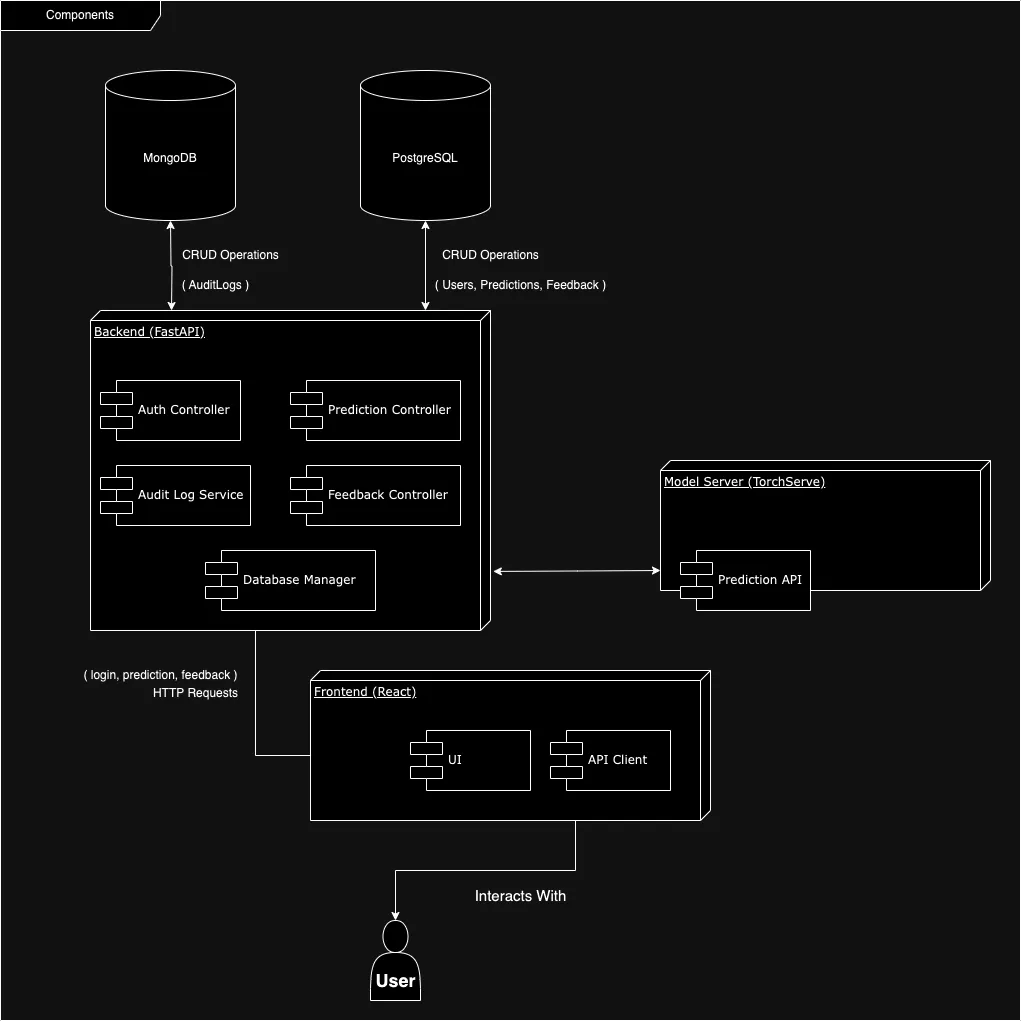 Components
MongoDB
PostgreSQL
CRUD Operations
( AuditLogs )
CRUD Operations
( Users, Predictions, Feedback )
Backend (FastAPI)
Auth Controller
Prediction Controller
Audit Log Service
Feedback Controller
Database Manager
Model Server (TorchServe)
Prediction API
( login, prediction, feedback )
HTTP Requests
Frontend (React)
UI
API Client
Interacts With
User